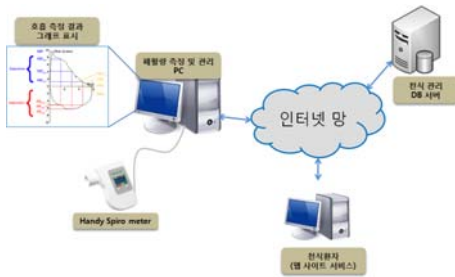 호흡 측정 결과
그래프 표시
폐활량 측정 및 관리
PC
천식 관리
DB 서버
인터넷 망
Handy Spiro meter
천식환자
(웹 사이트 서비스)